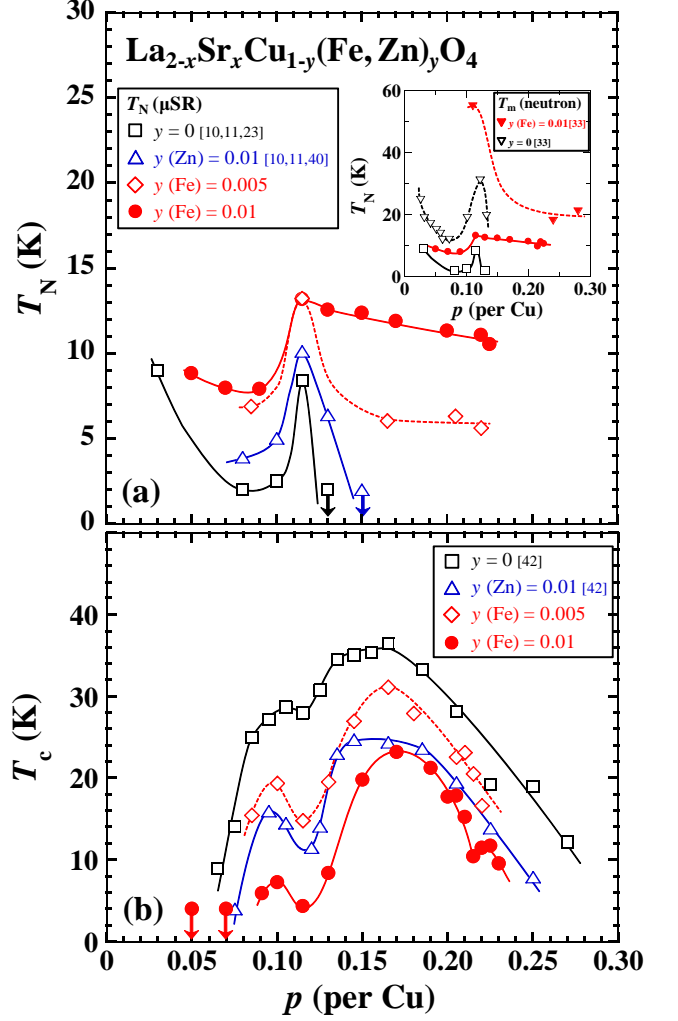 La2-xSrxCu1-y(Fe, Zn)yO4
TN (μSR)
y = 0 [10,11,23]
y (Zn) = 0.01 [10,11,40]
y (Fe) = 0.005
y (Fe) = 0.01
TN (K)
30
25
20
15
10
5
0
(a)
Tm (neutron)
y (Fe) = 0.01[33]
y = 0 [33]
TN (K)
60
40
20
0
0 0.10 0.20 0.30
p (per Cu)
y = 0 [42]
y (Zn) = 0.01 [42]
y (Fe) = 0.005
y (Fe) = 0.01
Tc (K)
40
30
20
10
0
(b)
0 0.05 0.10 0.15 0.20 0.25 0.30
p (per Cu)